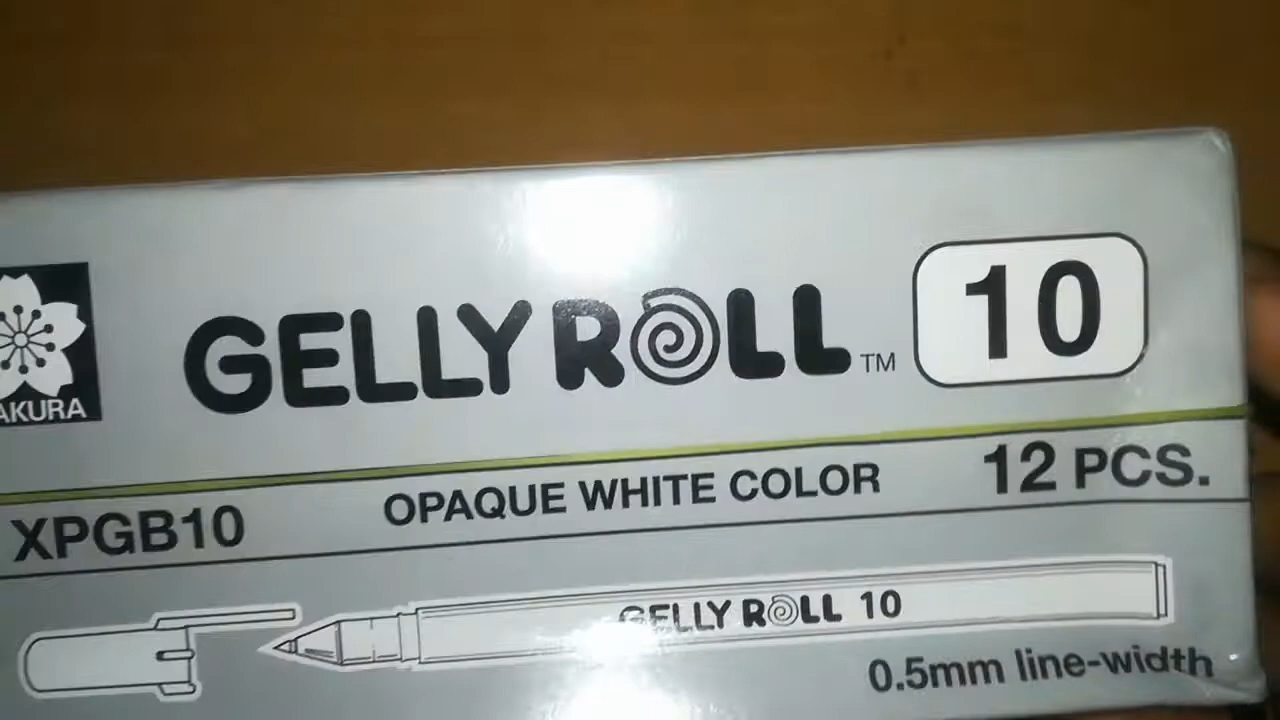 GELLY ROLL™ 10
AKURA
XPGB10 OPAQUE WHITE COLOR 12 PCS.
GELLY ROLL 10
0.5mm line-width